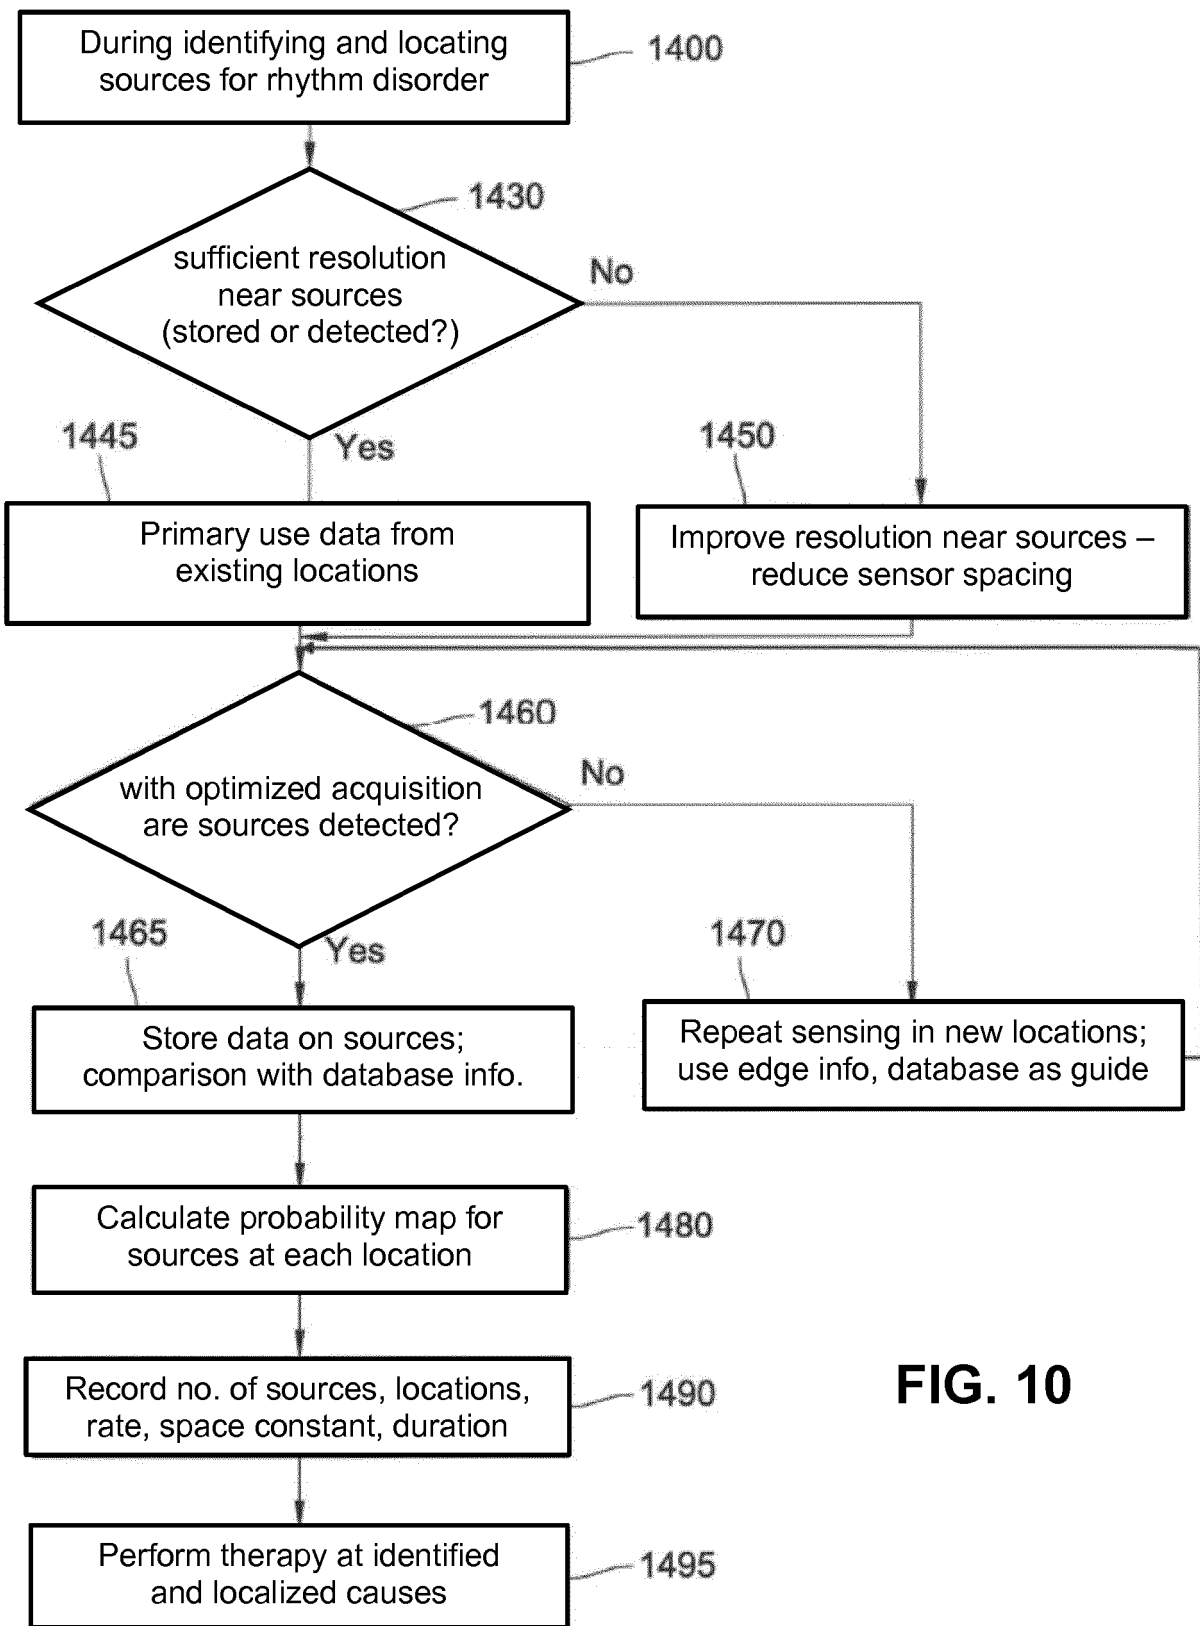 During identifying and locating
sources for rhythm disorder
1400
1430
sufficient resolution
near sources
(stored or detected?)
No
Yes
1445
1450
Primary use data from
existing locations
Improve resolution near sources –
reduce sensor spacing
1460
with optimized acquisition
are sources detected?
No
Yes
1465
1470
Store data on sources;
comparison with database info.
Repeat sensing in new locations;
use edge info, database as guide
Calculate probability map for
sources at each location
1480
Record no. of sources, locations,
rate, space constant, duration
1490
FIG. 10
Perform therapy at identified
and localized causes
1495